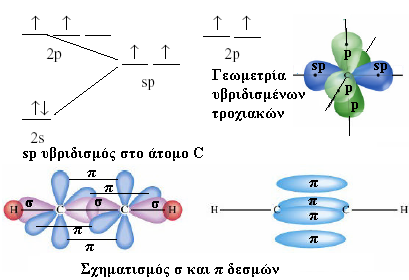 2p
2p
sp
2s
Γεωμετρία
υβριδισμένων
τροχιακών
p
sp
sp
C
p
p
sp υβριδισμός στο άτομο C
π
π
H σ C σ C σ H
π
π
π
H C π C H
π
π
Σχηματισμός σ και π δεσμών